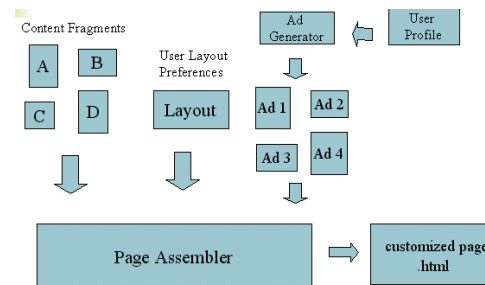 Content Fragments
A
B
C
D
User Layout
Preferences
Layout
Ad
Generator
User
Profile
Ad 1
Ad 2
Ad 3
Ad 4
Page Assembler
customized page
.html